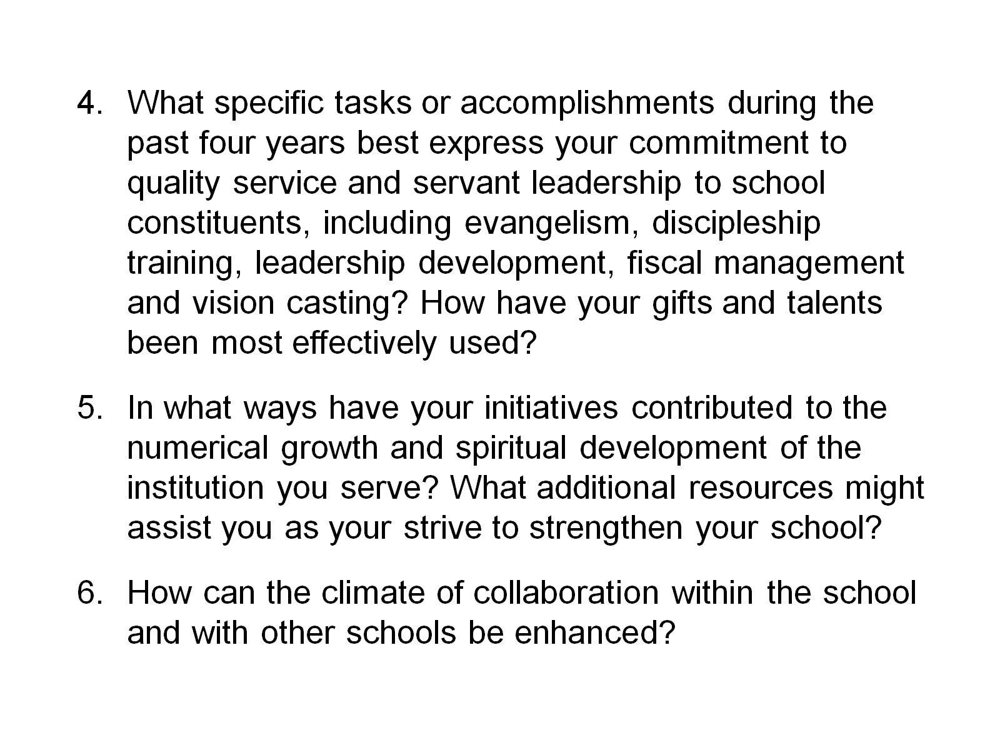 4. What specific tasks or accomplishments during the
past four years best express your commitment to
quality service and servant leadership to school
constituents, including evangelism, discipleship
training, leadership development, fiscal management
and vision casting? How have your gifts and talents
been most effectively used?
5. In what ways have your initiatives contributed to the
numerical growth and spiritual development of the
institution you serve? What additional resources might
assist you as your strive to strengthen your school?
6. How can the climate of collaboration within the school
and with other schools be enhanced?